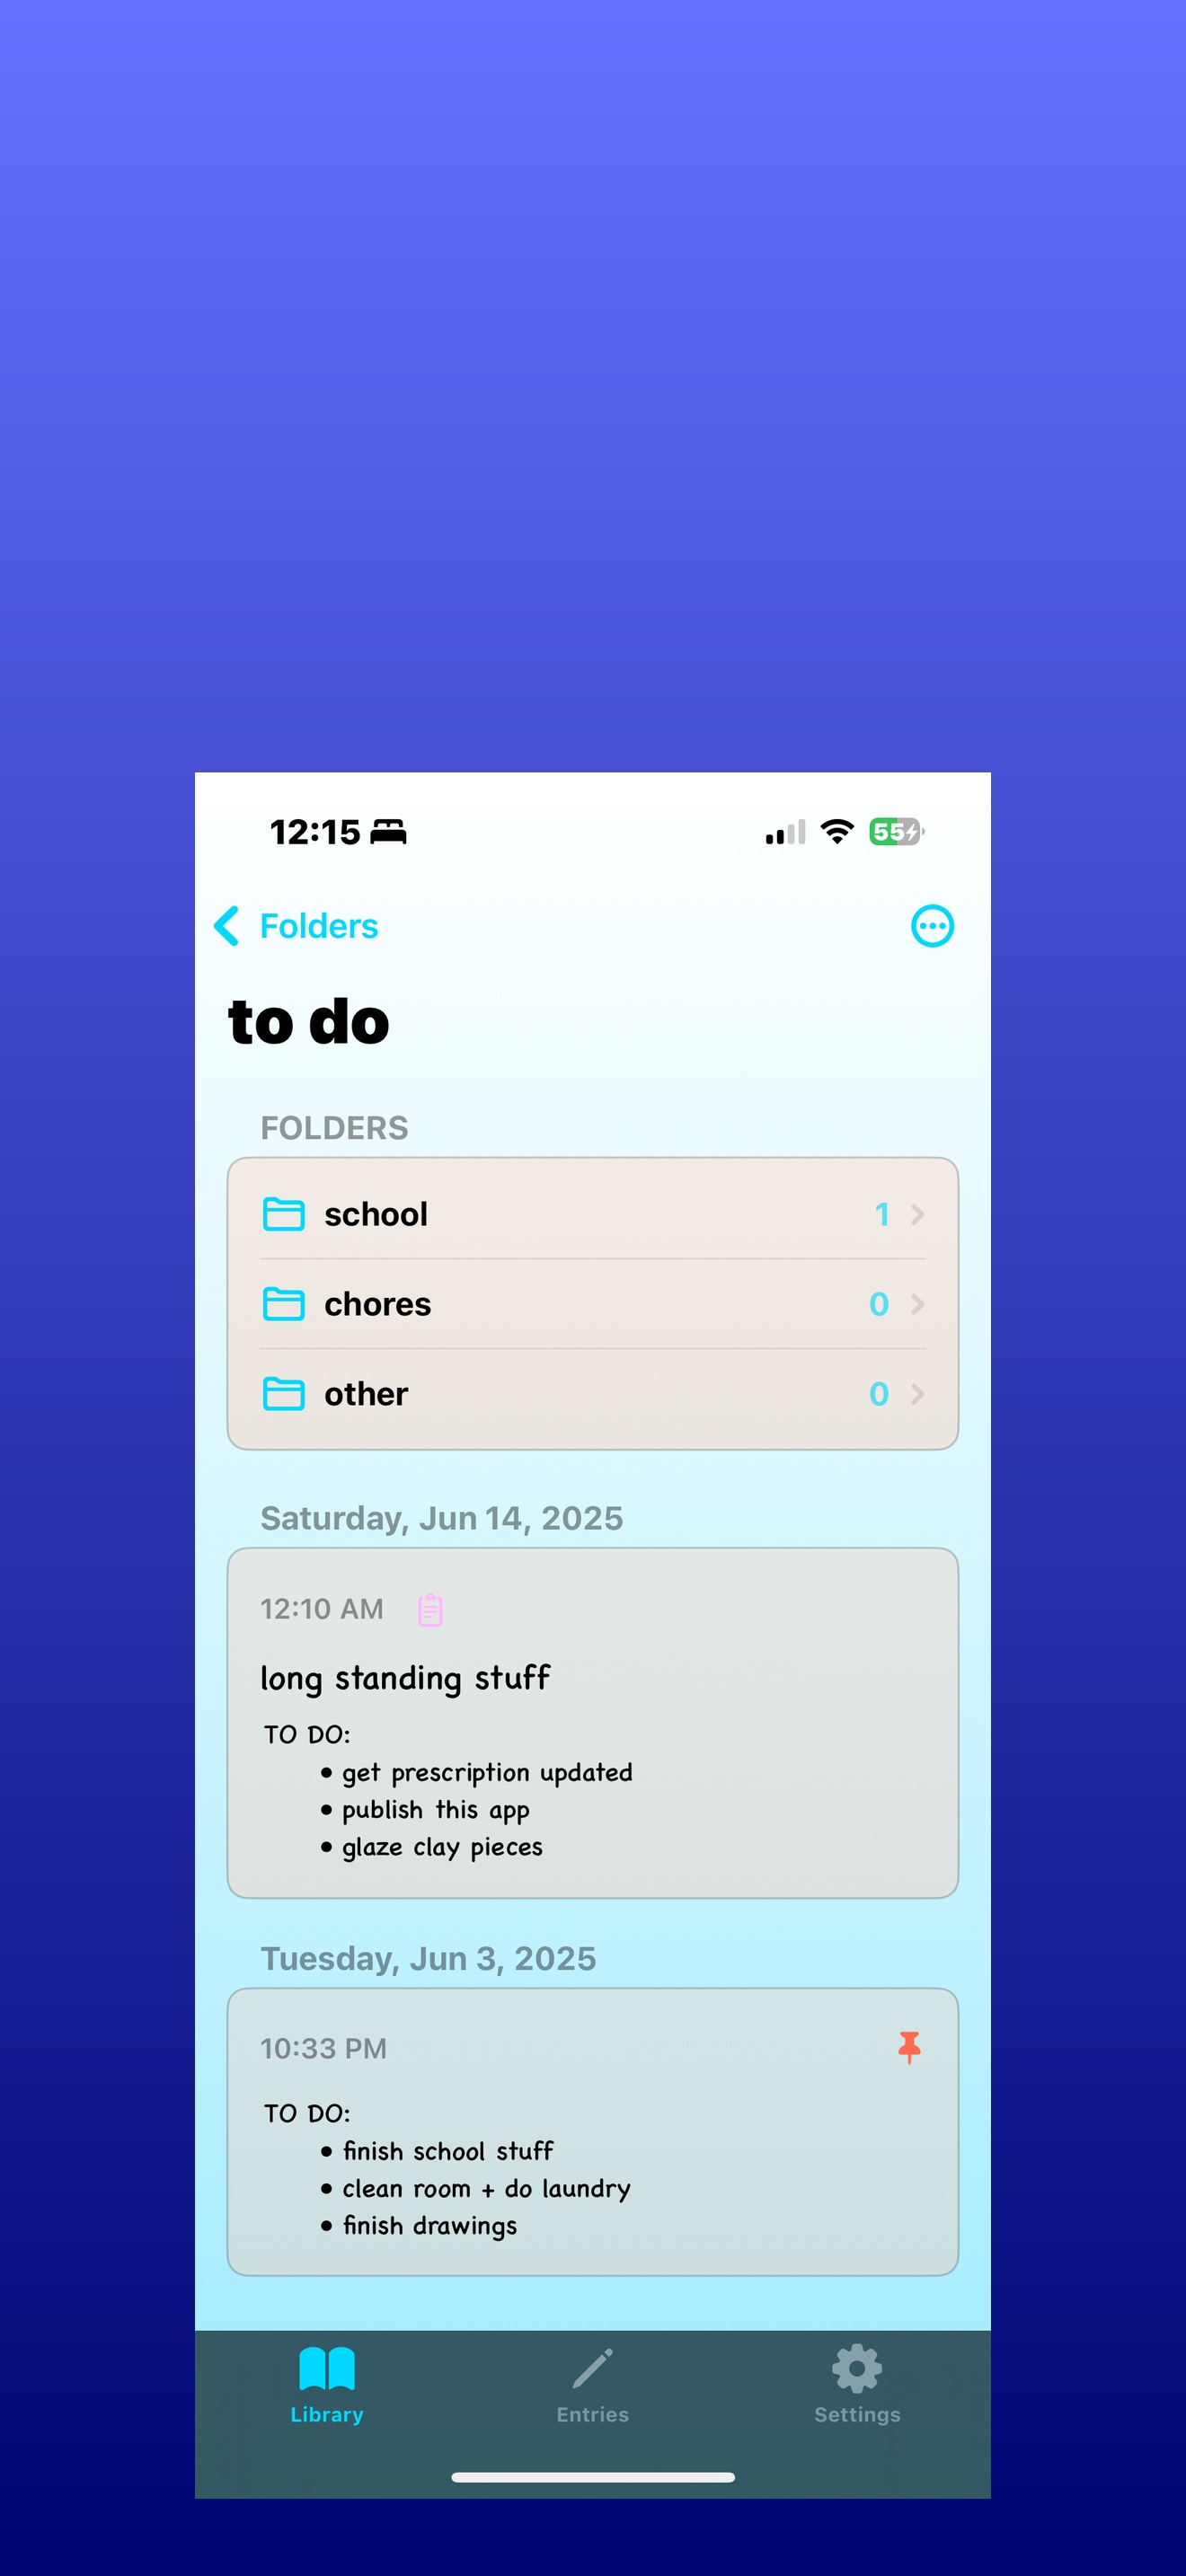 12:15
55
Folders
to do
FOLDERS
school 1
chores 0
other 0
Saturday, Jun 14, 2025
12:10 AM
long standing stuff
TO DO:
• get prescription updated
• publish this app
• glaze clay pieces
Tuesday, Jun 3, 2025
10:33 PM
TO DO:
• finish school stuff
• clean room + do laundry
• finish drawings
Library Entries Settings